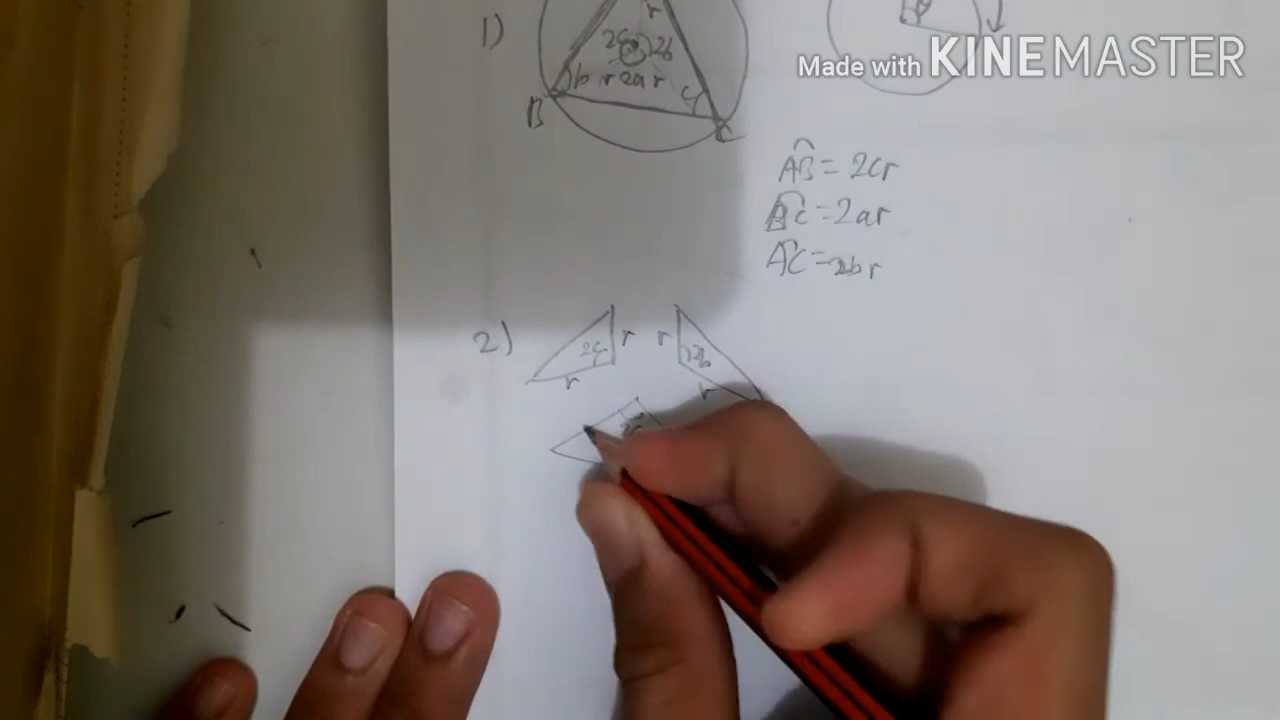 1)
r
2c 2b
b r 2a r c
B
C
Made with KINEMASTER
AB = 2cr
BC = 2ar
AC = 2br
2)
2c r
r
r 2b
r